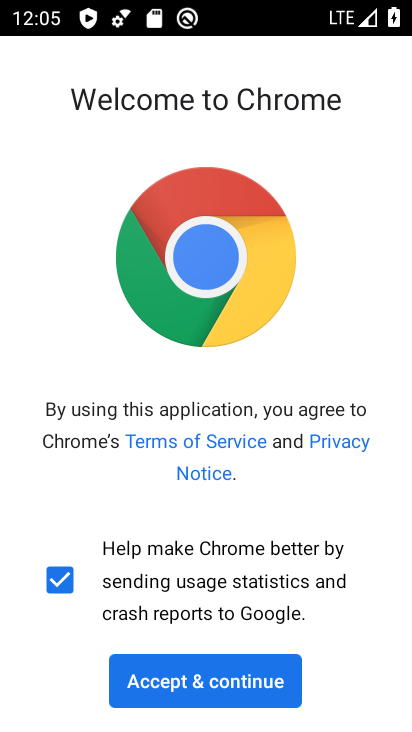 12:05
LTE
Welcome to Chrome
By using this application, you agree to
Chrome’s Terms of Service and Privacy
Notice.
Help make Chrome better by
sending usage statistics and
crash reports to Google.
Accept & continue